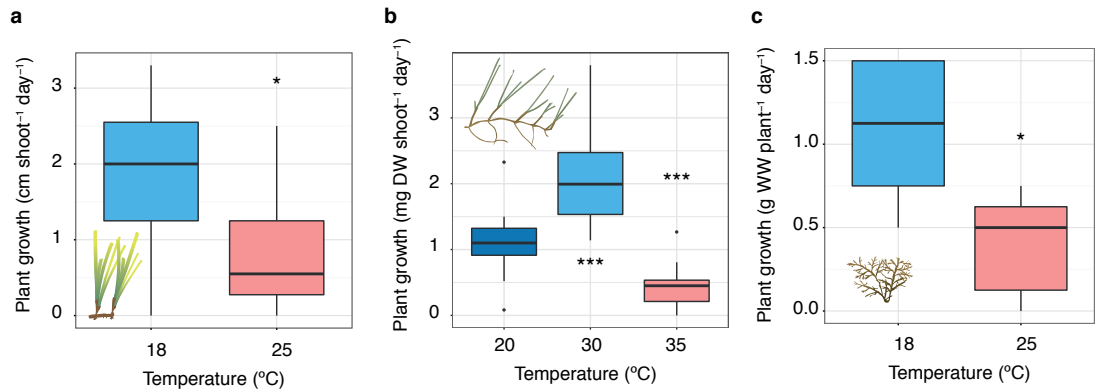 a
Plant growth (cm shoot⁻¹ day⁻¹)
3
2
1
0
*
18 25
Temperature (ºC)
b
Plant growth (mg DW shoot⁻¹ day⁻¹)
3
2
1
0
***
***
20 30 35
Temperature (ºC)
c
Plant growth (g WW plant⁻¹ day⁻¹)
1.5
1.0
0.5
0.0
*
18 25
Temperature (ºC)